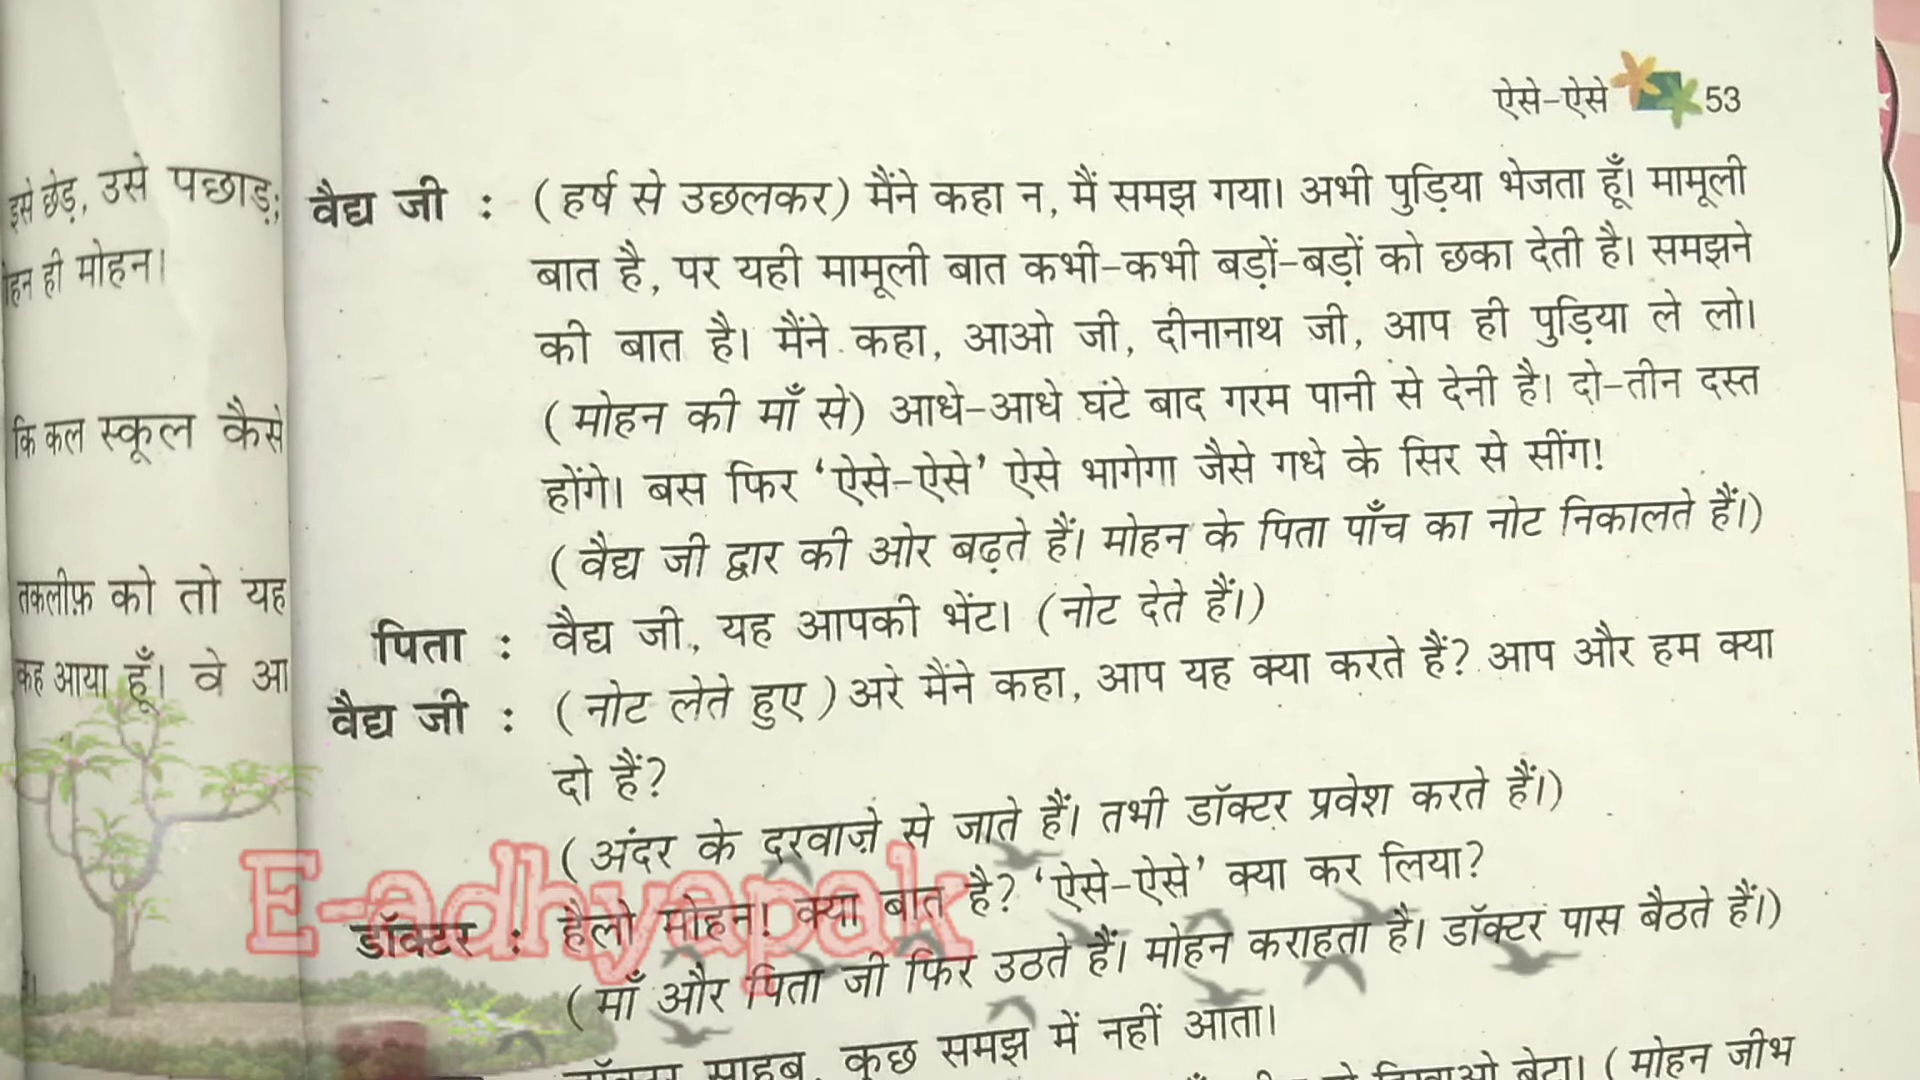 ऐसे-ऐसे 53
इसे छेड़, उसे पछाड़;
ही मोहन।
कि कल स्कूल कैसे
तकलीफ़ को तो यह
कह आया हूँ। वे आ
वैद्य जी : (हर्ष से उछलकर) मैंने कहा न, मैं समझ गया। अभी पुड़िया भेजता हूँ। मामूली
बात है, पर यही मामूली बात कभी-कभी बड़ों-बड़ों को छका देती है। समझने
की बात है। मैंने कहा, आओ जी, दीनानाथ जी, आप ही पुड़िया ले लो।
(मोहन की माँ से) आधे-आधे घंटे बाद गरम पानी से देनी है। दो-तीन दस्त
होंगे। बस फिर ‘ऐसे-ऐसे’ ऐसे भागेगा जैसे गधे के सिर से सींग!
(वैद्य जी द्वार की ओर बढ़ते हैं। मोहन के पिता पाँच का नोट निकालते हैं।)
पिता : वैद्य जी, यह आपकी भेंट। (नोट देते हैं।)
वैद्य जी : (नोट लेते हुए) अरे मैंने कहा, आप यह क्या करते हैं? आप और हम क्या
दो हैं?
(अंदर के दरवाज़े से जाते हैं। तभी डॉक्टर प्रवेश करते हैं।)
डॉक्टर : हैलो मोहन! क्या बात है? ‘ऐसे-ऐसे’ क्या कर लिया?
(माँ और पिता जी फिर उठते हैं। मोहन कराहता है। डॉक्टर पास बैठते हैं।)
साहब, कुछ समझ में नहीं आता।
बेटा। (मोहन जीभ
E-adhyapak